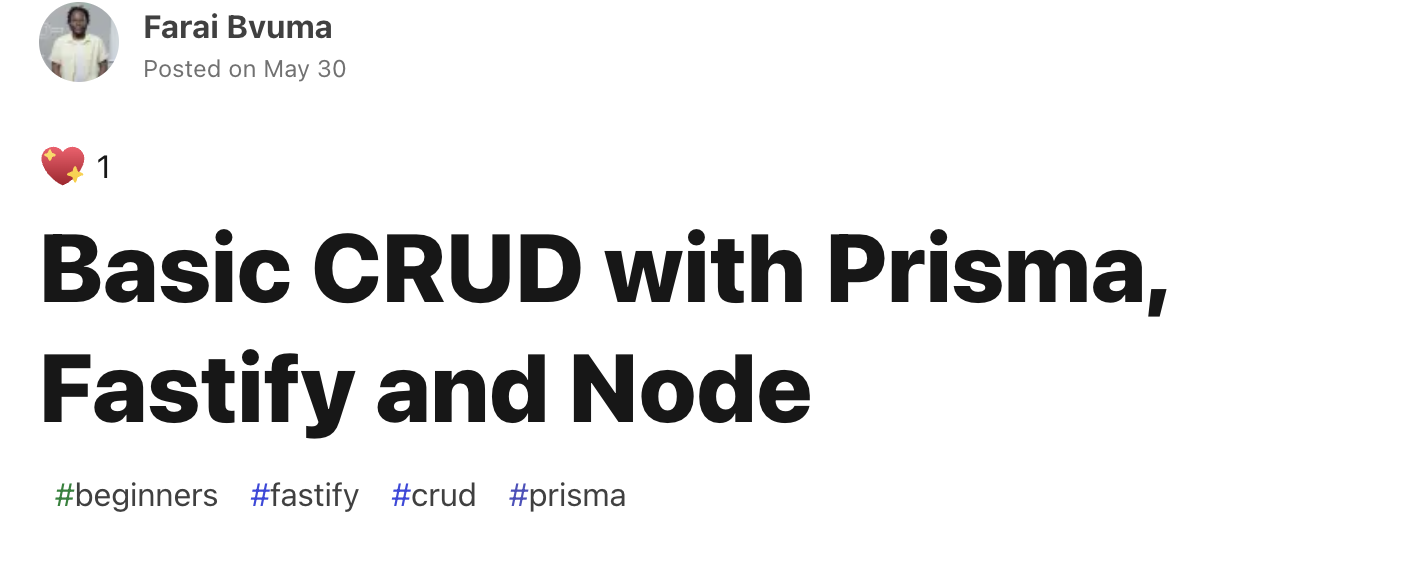 Farai Bvuma
Posted on May 30
1
Basic CRUD with Prisma,
Fastify and Node
#beginners #fastify #crud #prisma